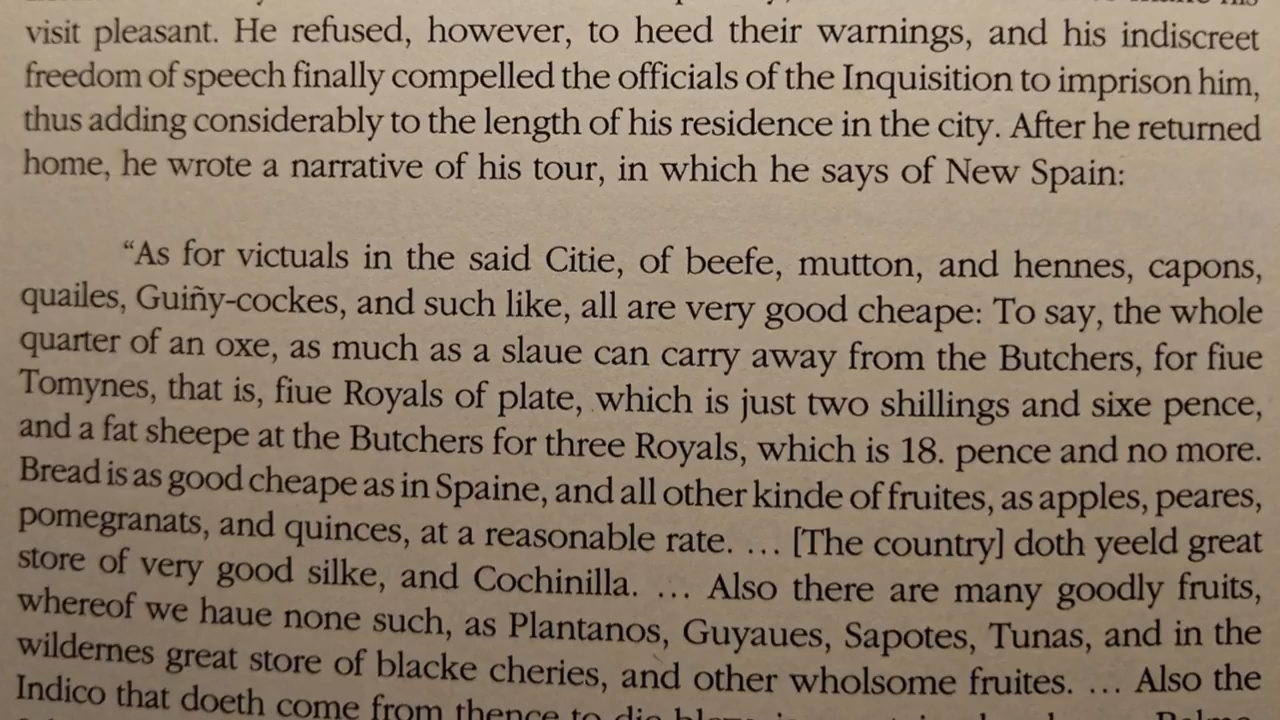 visit pleasant. He refused, however, to heed their warnings, and his indiscreet
freedom of speech finally compelled the officials of the Inquisition to imprison him,
thus adding considerably to the length of his residence in the city. After he returned
home, he wrote a narrative of his tour, in which he says of New Spain:
“As for victuals in the said Citie, of beefe, mutton, and hennes, capons,
quailes, Guiñy-cockes, and such like, all are very good cheape: To say, the whole
quarter of an oxe, as much as a slaue can carry away from the Butchers, for fiue
Tomynes, that is, fiue Royals of plate, which is just two shillings and sixe pence,
and a fat sheepe at the Butchers for three Royals, which is 18. pence and no more.
Bread is as good cheape as in Spaine, and all other kinde of fruites, as apples, peares,
pomegranats, and quinces, at a reasonable rate. … [The country] doth yeeld great
store of very good silke, and Cochinilla. … Also there are many goodly fruits,
whereof we haue none such, as Plantanos, Guyaues, Sapotes, Tunas, and in the
wildernes great store of blacke cheries, and other wholsome fruites. … Also the
Indico that doeth come from thence to